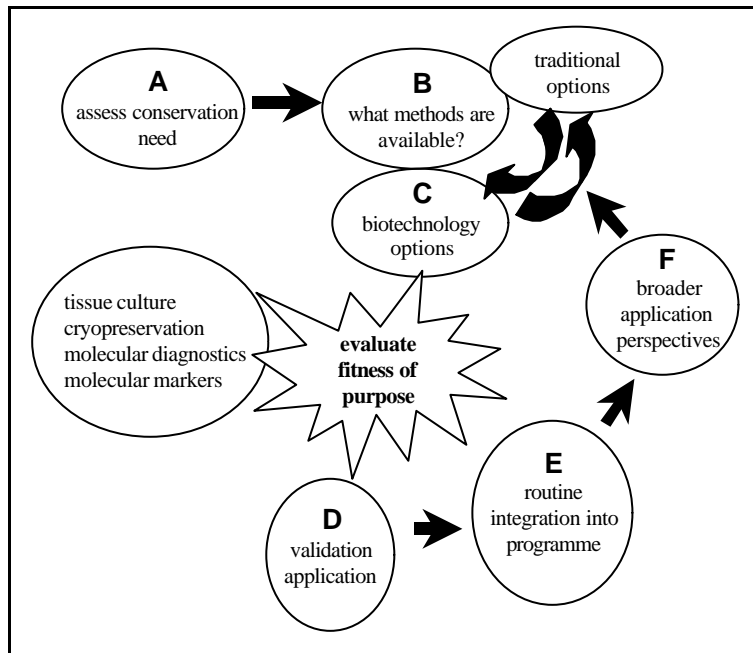 A
assess conservation
need
B
what methods are
available?
traditional
options
C
biotechnology
options
tissue culture
cryopreservation
molecular diagnostics
molecular markers
evaluate
fitness of
purpose
D
validation
application
E
routine
integration into
programme
F
broader
application
perspectives